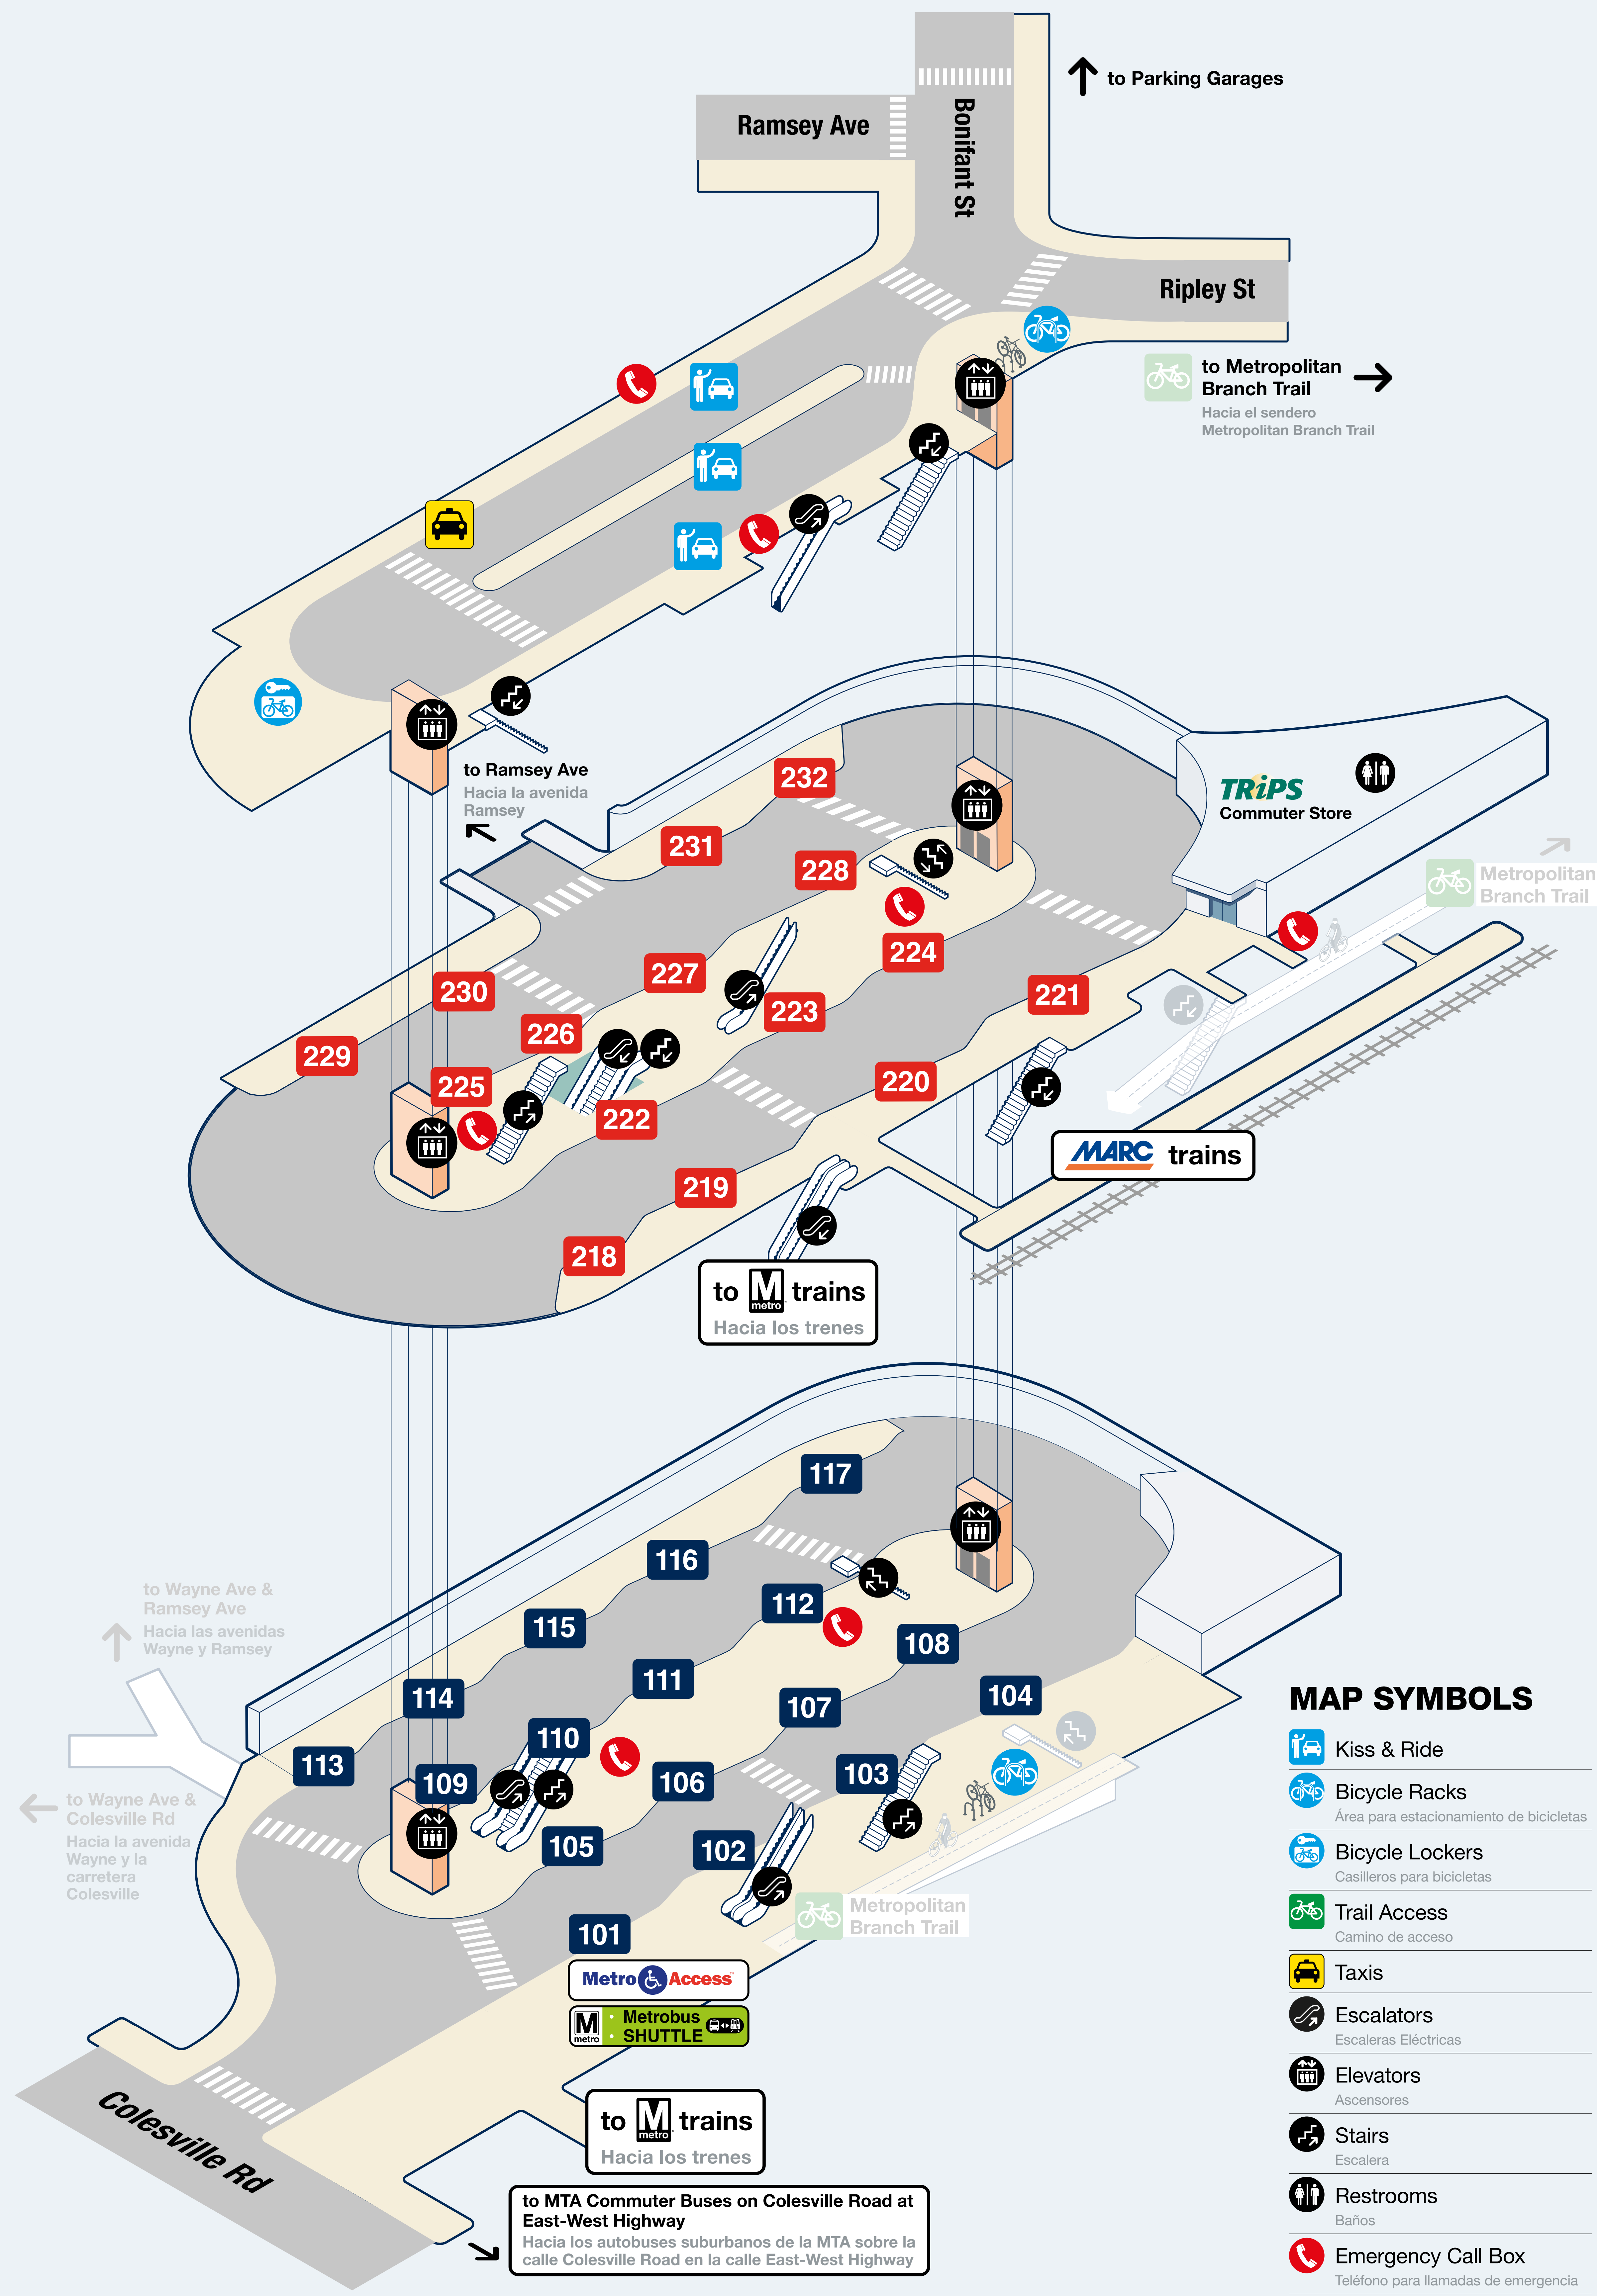 to Parking Garages
Ramsey Ave
Bonifant St
Ripley St
to Metropolitan
Branch Trail
Hacia el sendero
Metropolitan Branch Trail
to Ramsey Ave
Hacia la avenida
Ramsey
232
TRiPS
Commuter Store
231
228
Metropolitan
Branch Trail
224
227
230
221
223
226
229
225
220
222
MARC trains
219
218
to M metro trains
Hacia los trenes
117
116
to Wayne Ave &
Ramsey Ave
Hacia las avenidas
Wayne y Ramsey
112
115
108
111
104
114
107
110
113
109
103
106
to Wayne Ave &
Colesville Rd
Hacia la avenida
Wayne y la
carretera
Colesville
105
102
Metropolitan
Branch Trail
101
Metro Access™
M metro
Metrobus
SHUTTLE
Colesville Rd
to M metro trains
Hacia los trenes
to MTA Commuter Buses on Colesville Road at
East-West Highway
Hacia los autobuses suburbanos de la MTA sobre la
calle Colesville Road en la calle East-West Highway
MAP SYMBOLS
Kiss & Ride
Bicycle Racks
Área para estacionamiento de bicicletas
Bicycle Lockers
Casilleros para bicicletas
Trail Access
Camino de acceso
Taxis
Escalators
Escaleras Eléctricas
Elevators
Ascensores
Stairs
Escalera
Restrooms
Baños
Emergency Call Box
Teléfono para llamadas de emergencia